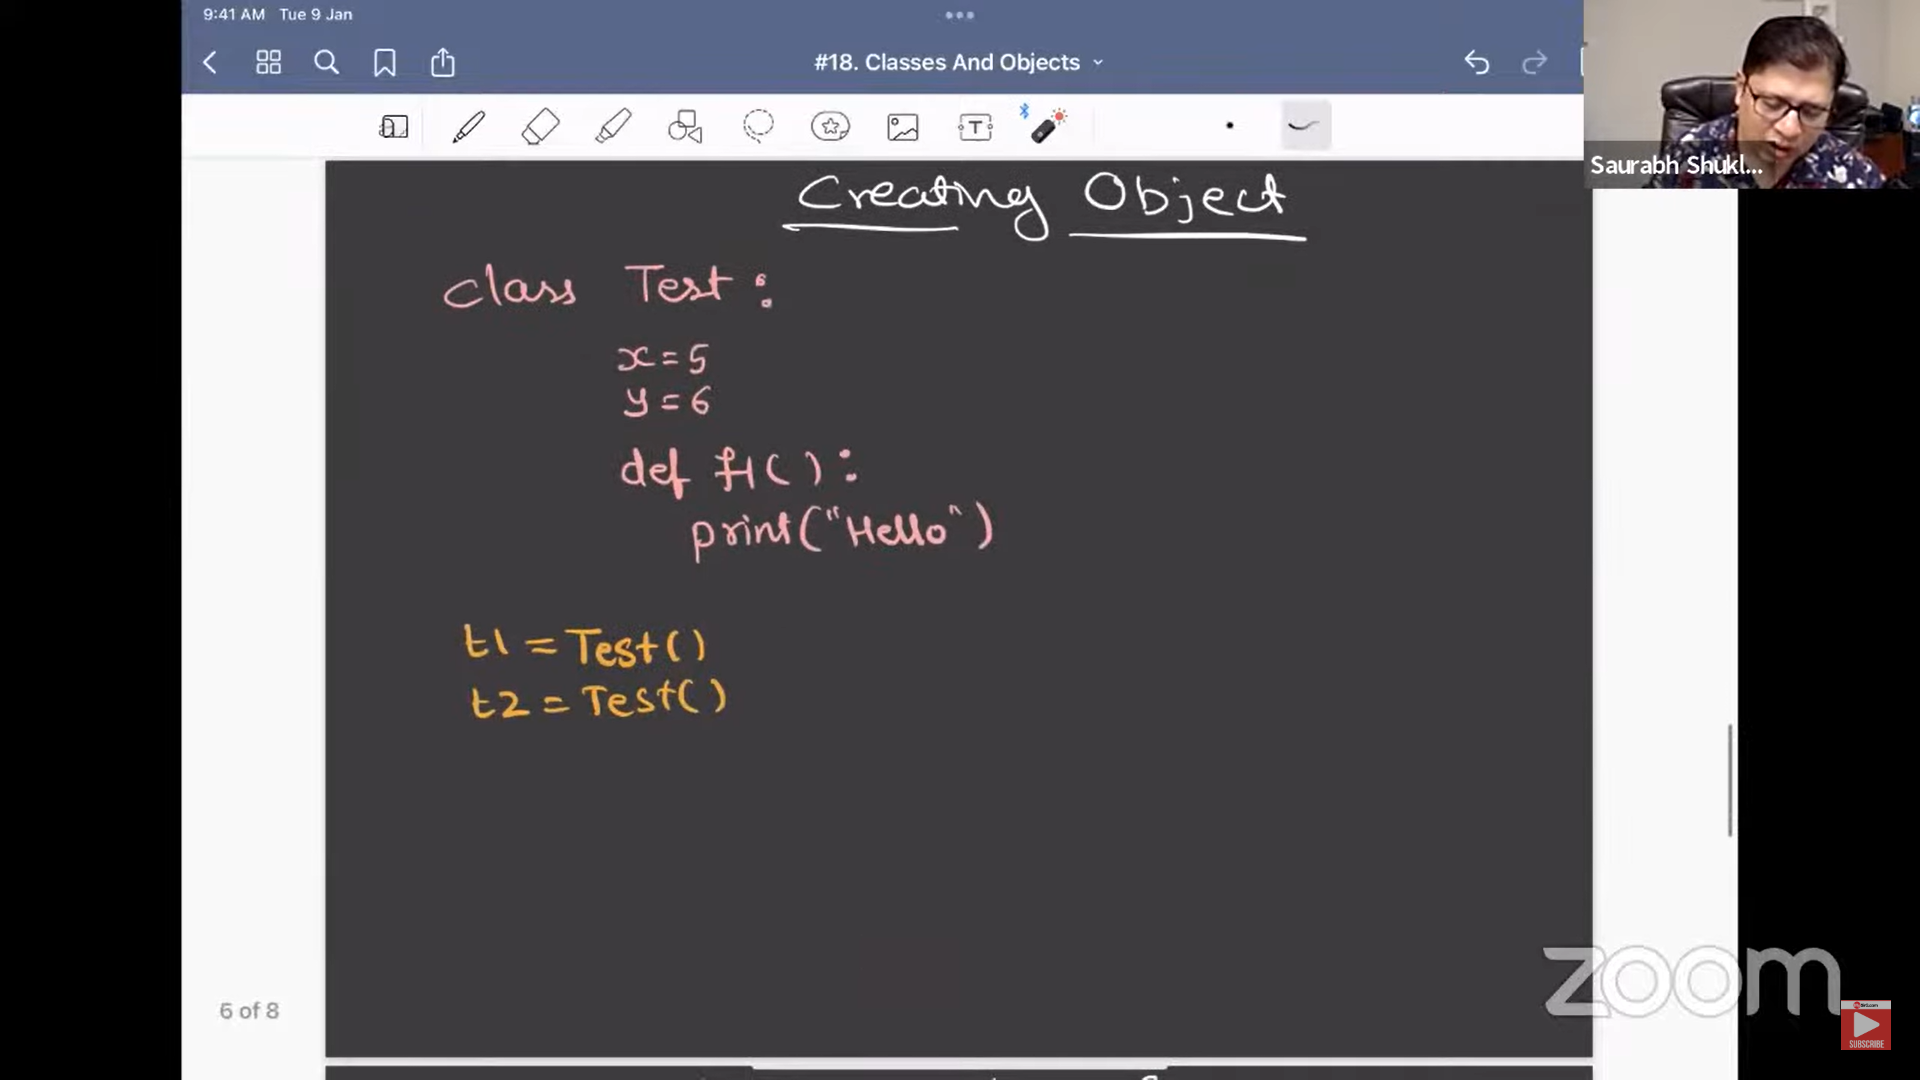 9:41 AM Tue 9 Jan
#18. Classes And Objects
T
Saurabh Shukl...
Creating Object
class Test:
x=5
y=6
def f1():
print("Hello")
t1 = Test()
t2 = Test()
6 of 8
zoom
SUBSCRIBE